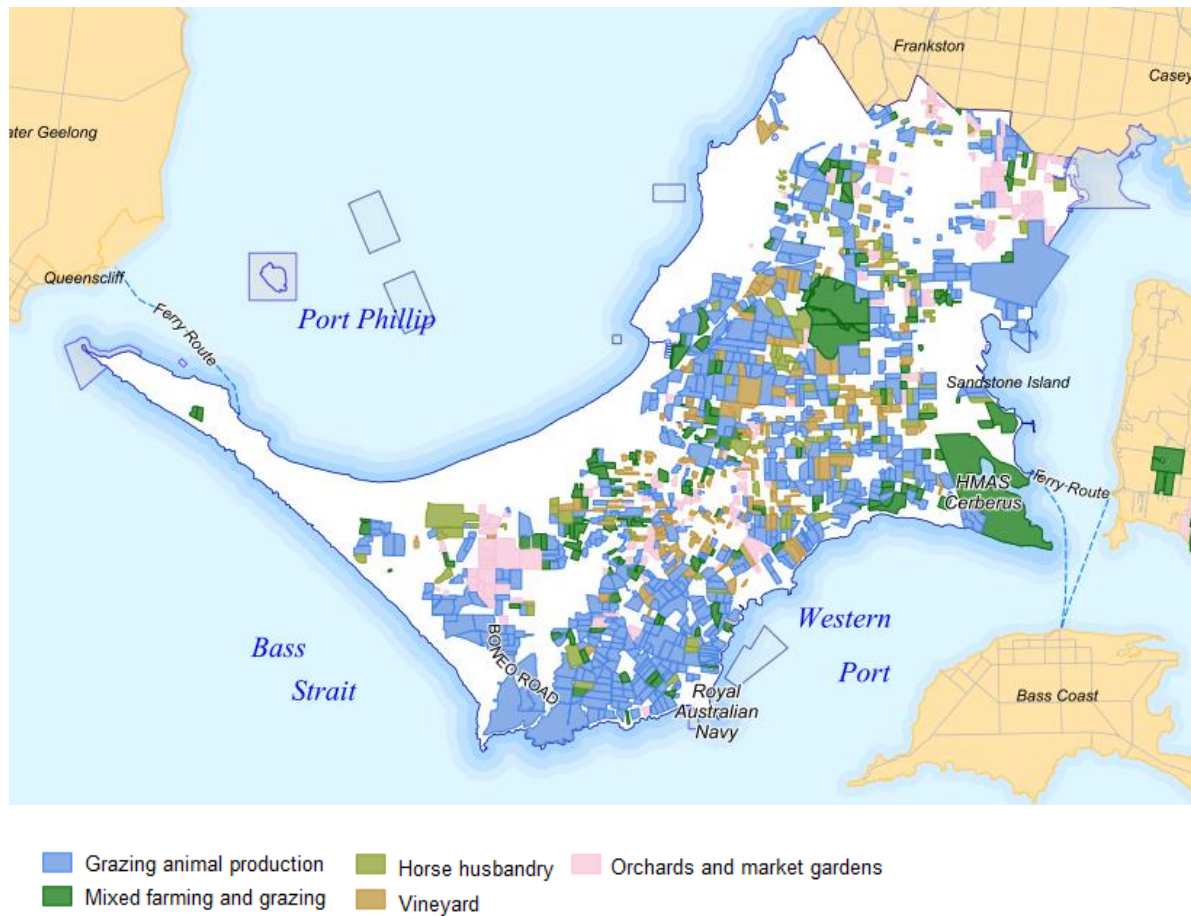 Frankston
Casey
ater Geelong
Queenscliff
Ferry Route
Port Phillip
Sandstone Island
HMAS
Cerberus
Ferry Route
Bass
Strait
BONEO ROAD
Western
Port
Royal
Australian
Navy
Bass Coast
Grazing animal production
Horse husbandry
Orchards and market gardens
Mixed farming and grazing
Vineyard